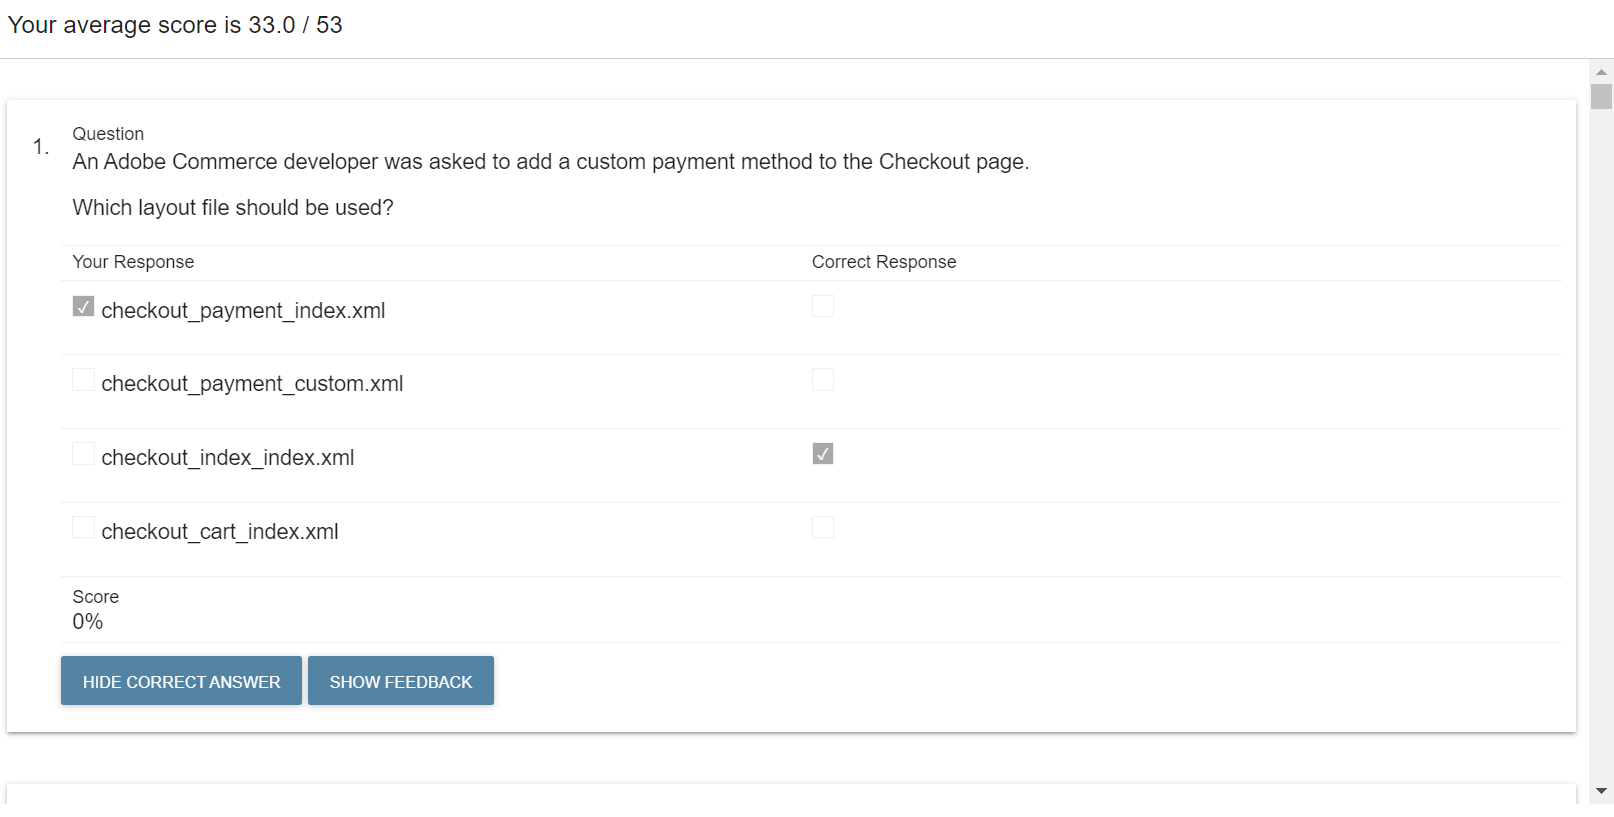 Your average score is 33.0 / 53
1.
Question
An Adobe Commerce developer was asked to add a custom payment method to the Checkout page.
Which layout file should be used?
Your Response
Correct Response
checkout_payment_index.xml
checkout_payment_custom.xml
checkout_index_index.xml
checkout_cart_index.xml
Score
0%
HIDE CORRECT ANSWER
SHOW FEEDBACK